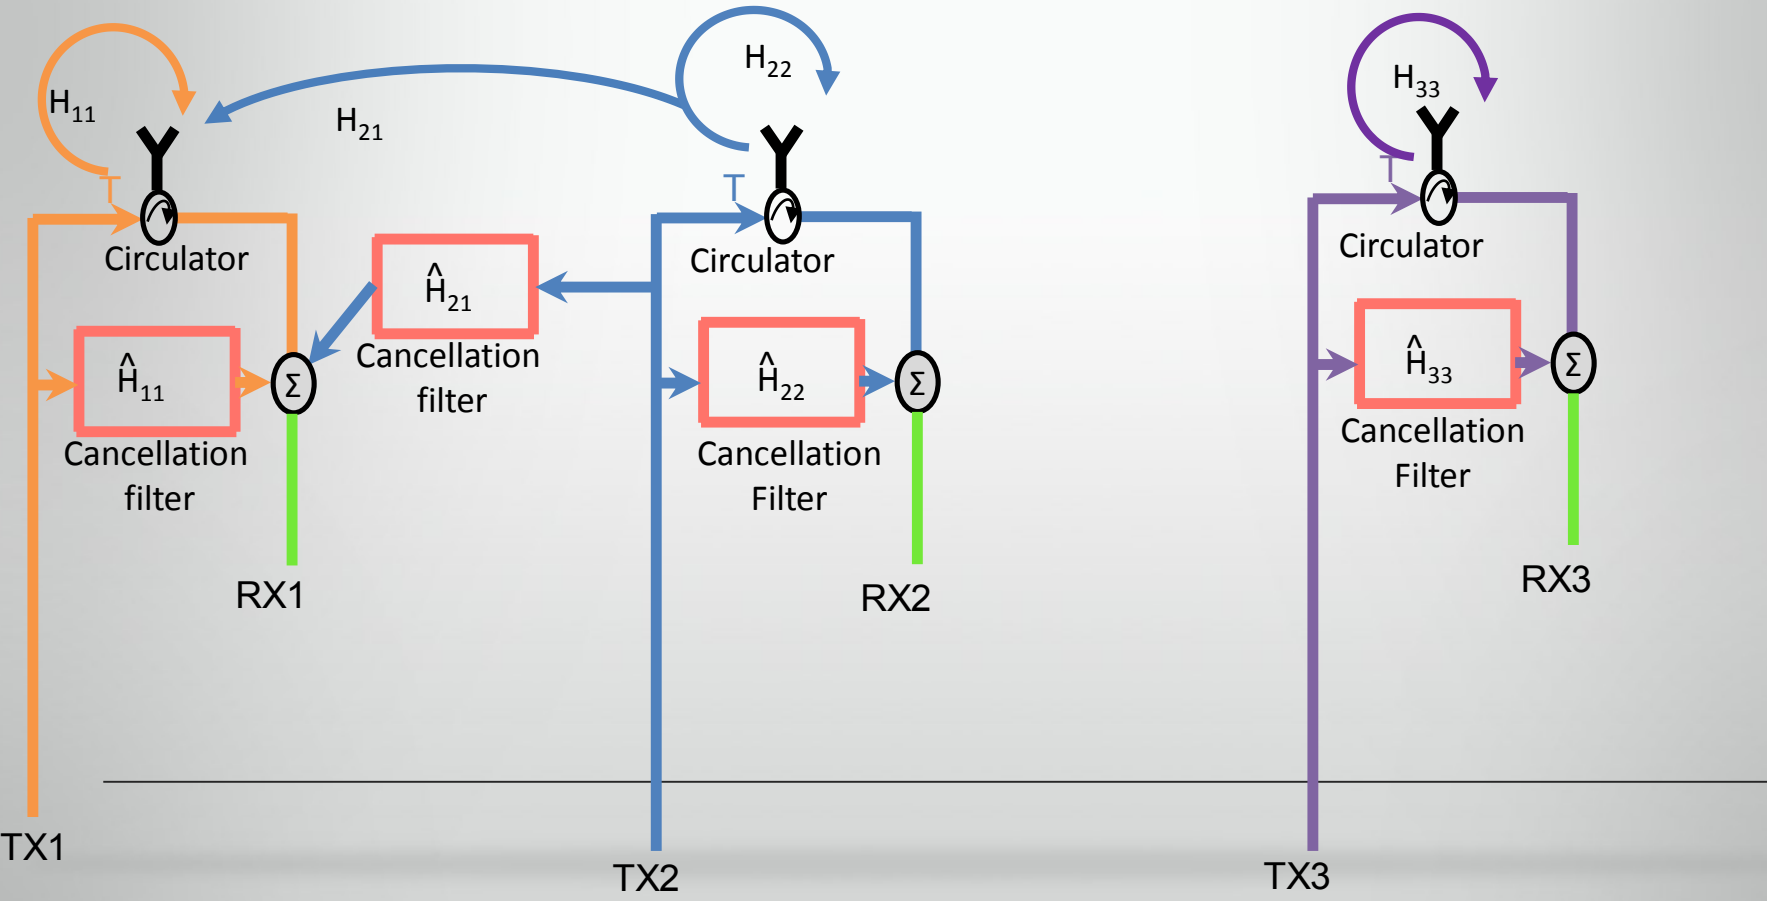 H11
H21
H22
H33
T
T
T
Circulator
Circulator
Circulator
Ĥ21
Cancellation
filter
Ĥ11
Σ
Cancellation
filter
Ĥ22
Σ
Cancellation
Filter
Ĥ33
Σ
Cancellation
Filter
RX1
RX2
RX3
TX1
TX2
TX3